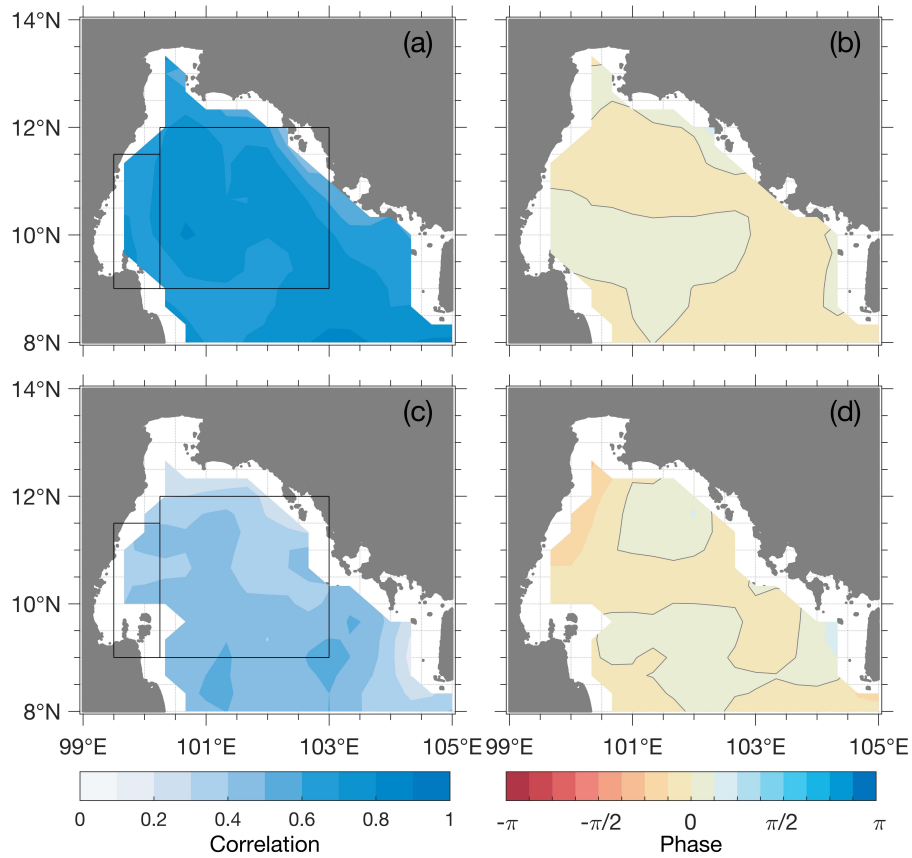 14°N
(a)
(b)
12°N
10°N
8°N
14°N
(c)
(d)
12°N
10°N
8°N
99°E 101°E 103°E 105°E 99°E 101°E 103°E 105°E
0 0.2 0.4 0.6 0.8 1
Correlation
-π -π/2 0 π/2 π
Phase